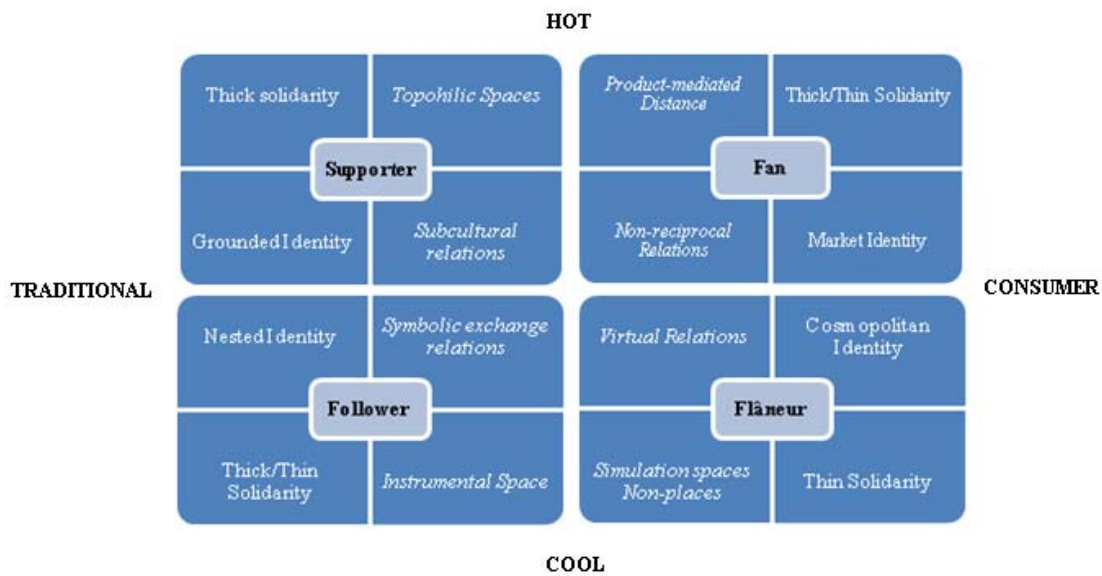 HOT
Thick solidarity
Topohilic Spaces
Supporter
Grounded Identity
Subcultural
relations
Product-mediated
Distance
Thick/Thin Solidarity
Fan
Non-reciprocal
Relations
Market Identity
TRADITIONAL
CONSUMER
Nested Identity
Symbolic exchange
relations
Follower
Thick/Thin
Solidarity
Instrumental Space
Virtual Relations
Cosmopolitan
Identity
Flâneur
Simulation spaces
Non-places
Thin Solidarity
COOL